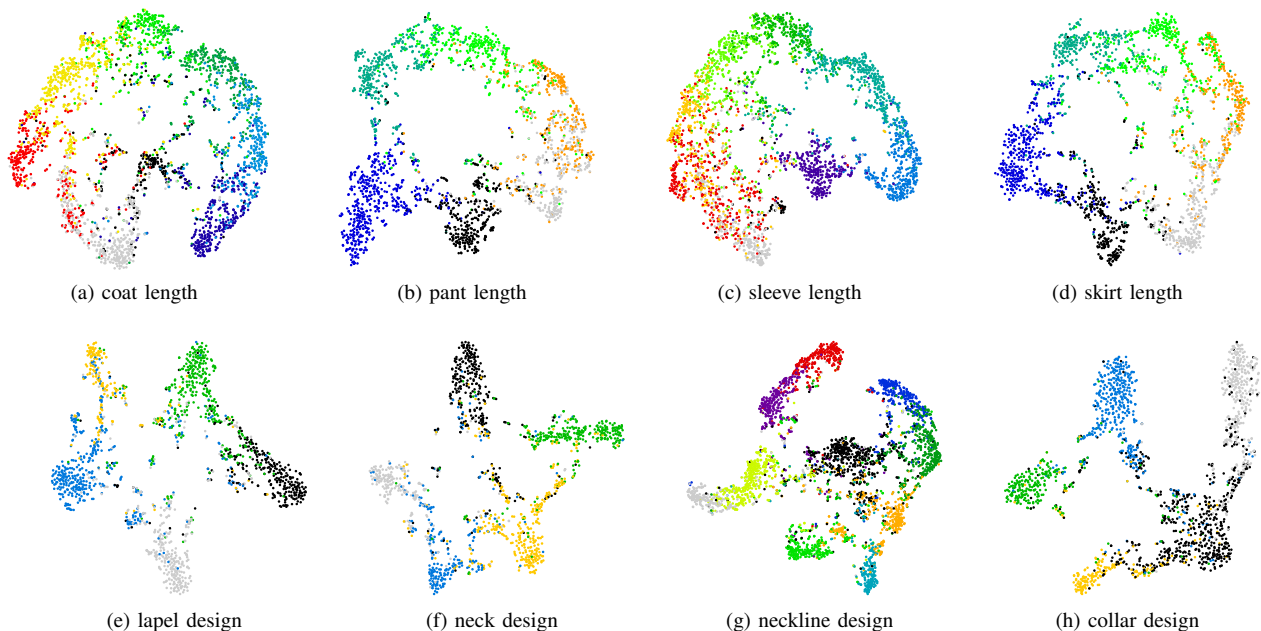 (a) coat length
(b) pant length
(c) sleeve length
(d) skirt length
(e) lapel design
(f) neck design
(g) neckline design
(h) collar design